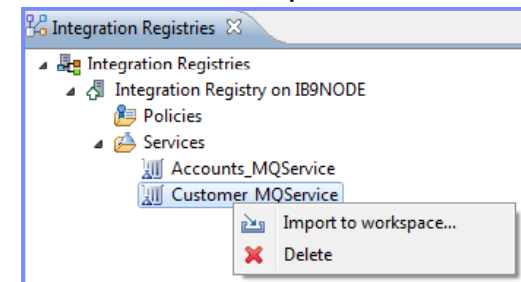 Integration Registries
Integration Registries
Integration Registry on IB9NODE
Policies
Services
Accounts_MQService
Customer_MQService
Import to workspace...
Delete